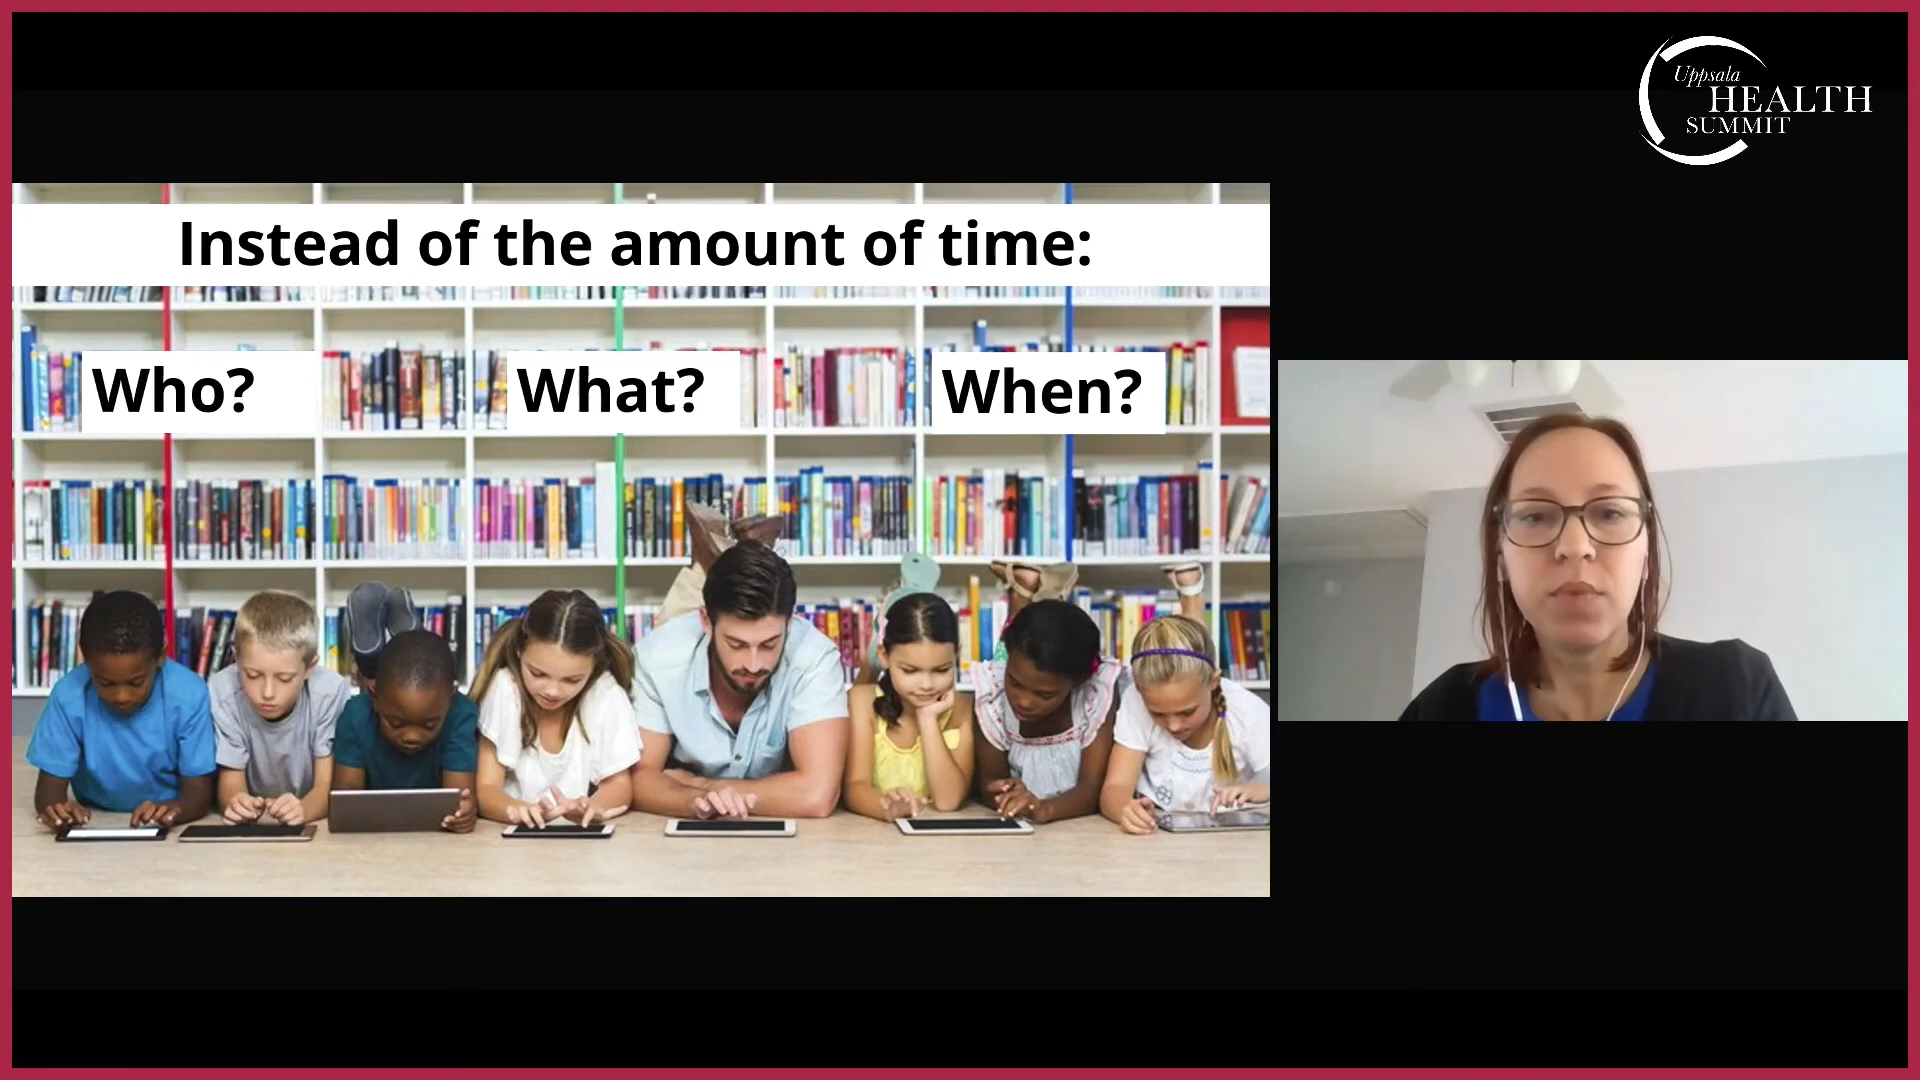 Uppsala
HEALTH
SUMMIT
Instead of the amount of time:
Who? What? When?